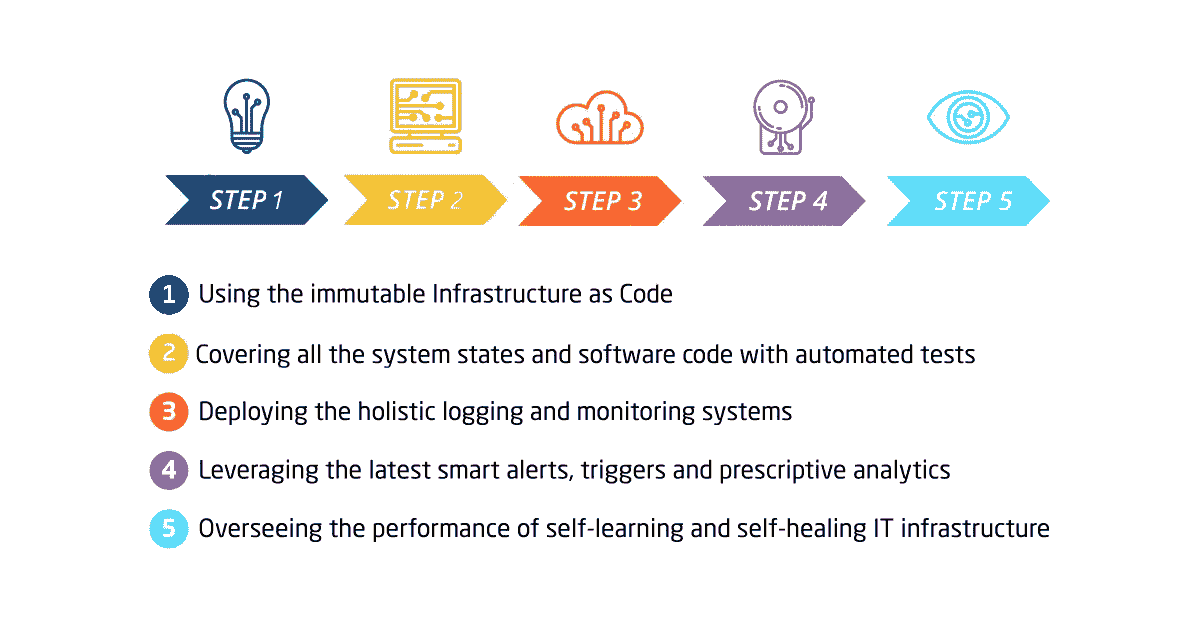 STEP 1
STEP 2
STEP 3
STEP 4
STEP 5
1 Using the immutable Infrastructure as Code
2 Covering all the system states and software code with automated tests
3 Deploying the holistic logging and monitoring systems
4 Leveraging the latest smart alerts, triggers and prescriptive analytics
5 Overseeing the performance of self-learning and self-healing IT infrastructure